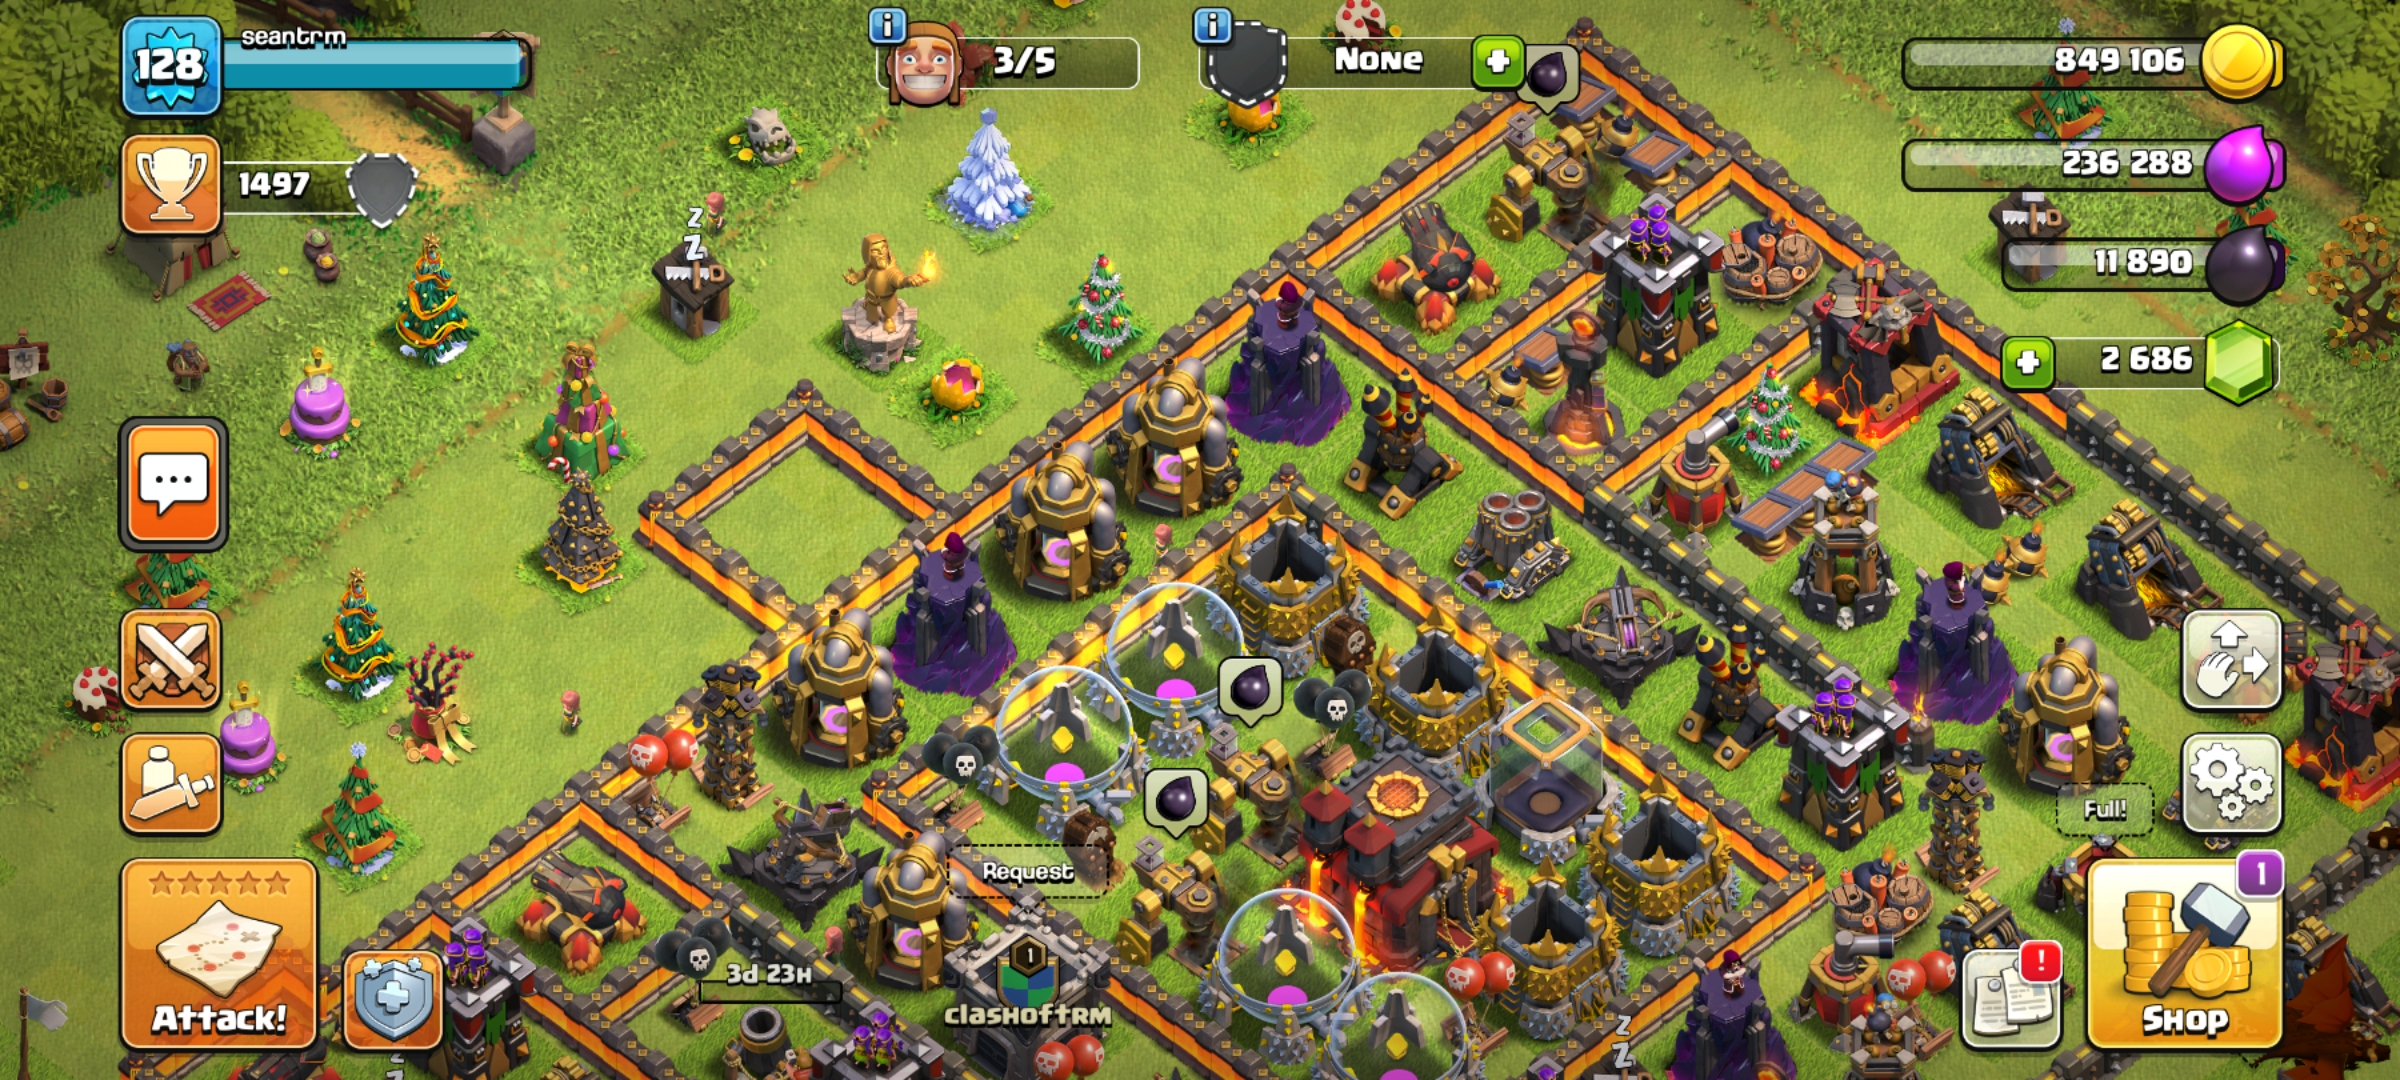 128
seantrm
i
3/5
i
None
849 106
1497
z
Z
236 288
11 890
2 686
Full!
Request
1
1
3d 23h
clashoftRM
Attack!
!
Shop
Z
Z